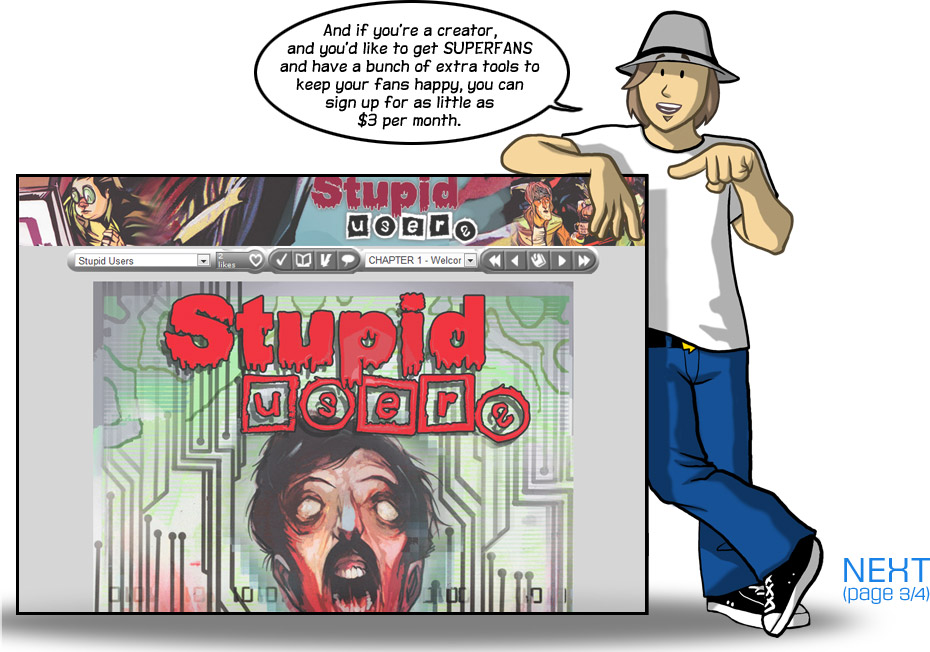 And if you're a creator,
and you'd like to get SUPERFANS
and have a bunch of extra tools to
keep your fans happy, you can
sign up for as little as
$3 per month.
Stupid
users
Stupid Users
2
likes
CHAPTER 1 - Welcor
Stupid
users
NEXT
(page 3/4)